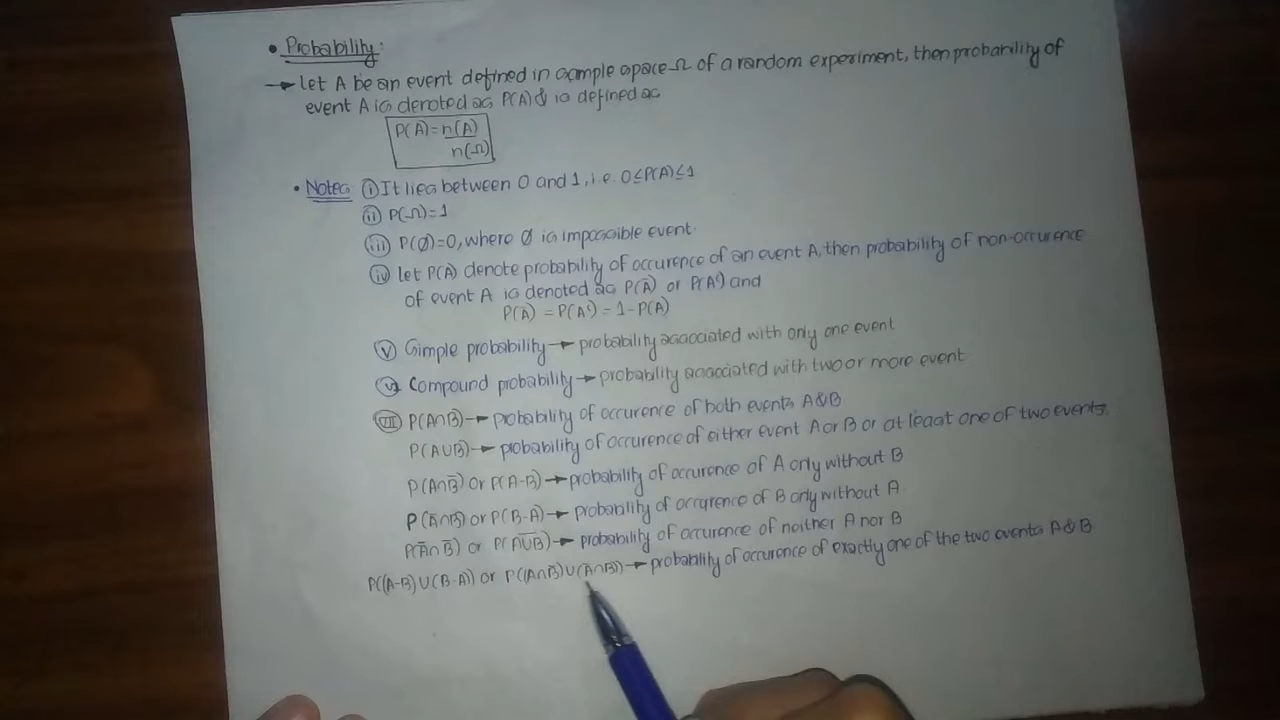 • Probability:
→ Let A be an event defined in sample space Ω of a random experiment, then probability of
event A is denoted as P(A) & is defined as
P(A) = n(A)
n(Ω)
• Notes: (i) It lies between 0 and 1, i.e. 0 ≤ P(A) ≤ 1
(ii) P(Ω) = 1
(iii) P(∅) = 0, where ∅ is impossible event.
(iv) Let P(A) denote probability of occurence of an event A, then probability of non-occurence
of event A is denoted as P(A̅) or P(Aᶜ) and
P(A̅) = P(Aᶜ) = 1 - P(A)
(v) Simple probability → probability associated with only one event
(vi) Compound probability → probability associated with two or more event
(vii) P(A∩B) → probability of occurence of both events A & B
P(A∪B) → probability of occurence of either event A or B or at least one of two events.
P(A∩B̅) or P(A-B) → probability of occurence of A only without B
P(A̅∩B) or P(B-A) → probability of occurence of B only without A
P(A̅∩B̅) or P(A̅∪̅B̅) → probability of occurence of neither A nor B
P((A-B)∪(B-A)) or P((A∩B̅)∪(A̅∩B)) → probability of occurence of exactly one of the two events A & B